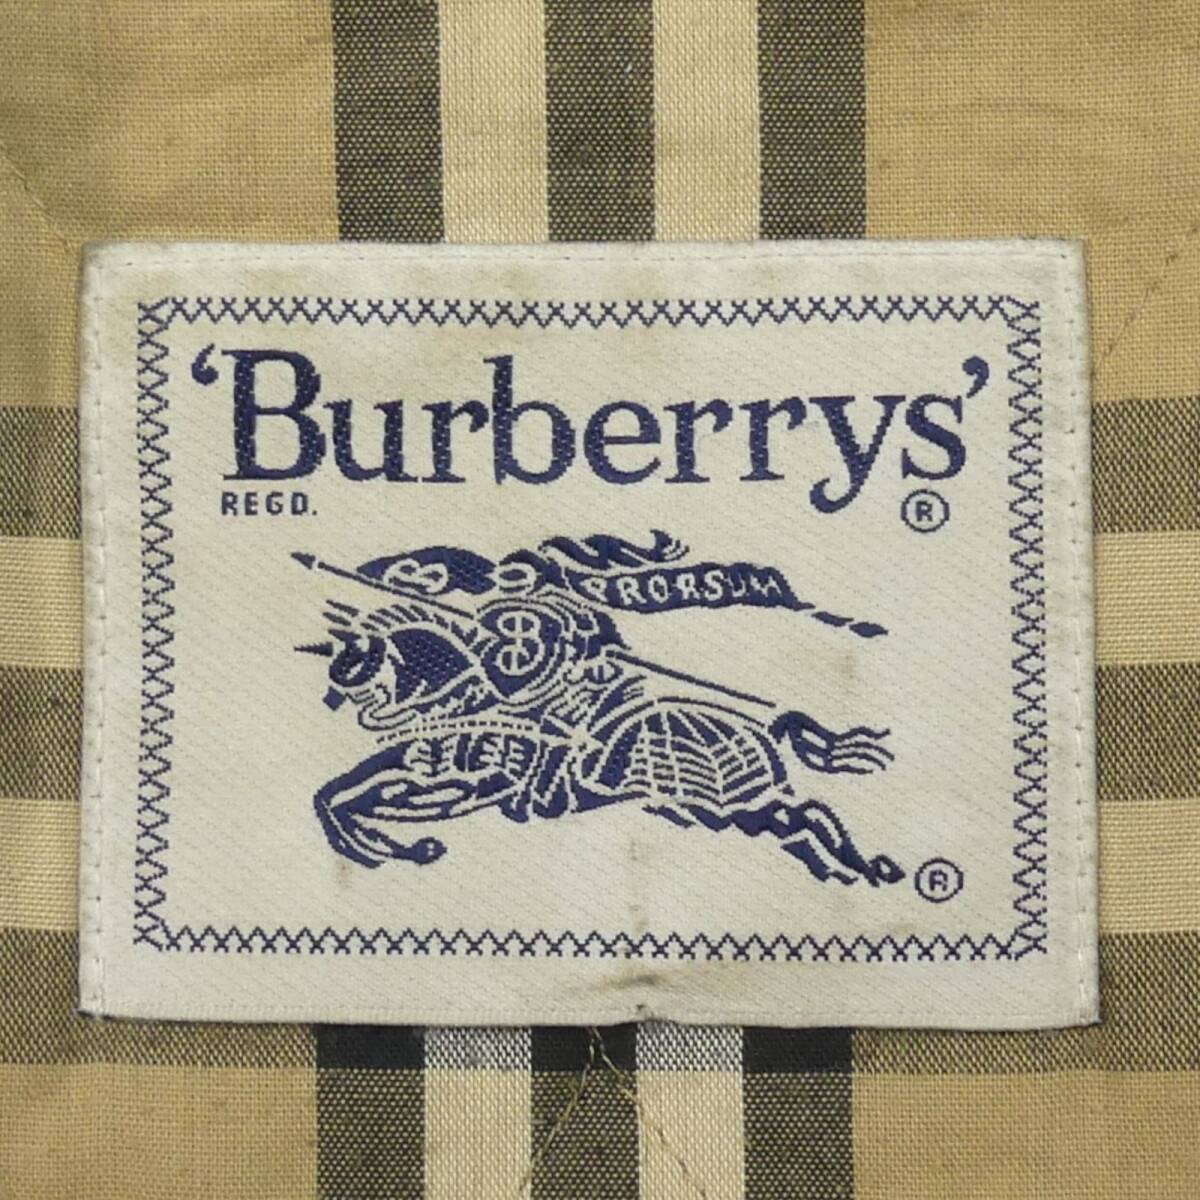 ‘Burberrys’
REGD. ®
PRORSUM
B
®